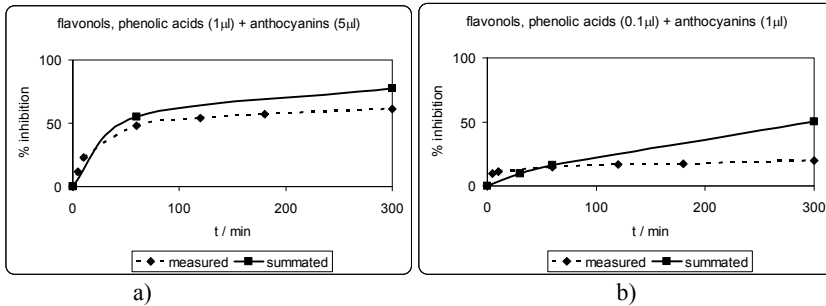 flavonols, phenolic acids (1µl) + anthocyanins (5µl)
100
50
0
% inhibition
0
100
200
300
t / min
measured
summated
a)
flavonols, phenolic acids (0.1µl) + anthocyanins (1µl)
100
50
0
% inhibition
0
100
200
300
t / min
measured
summated
b)